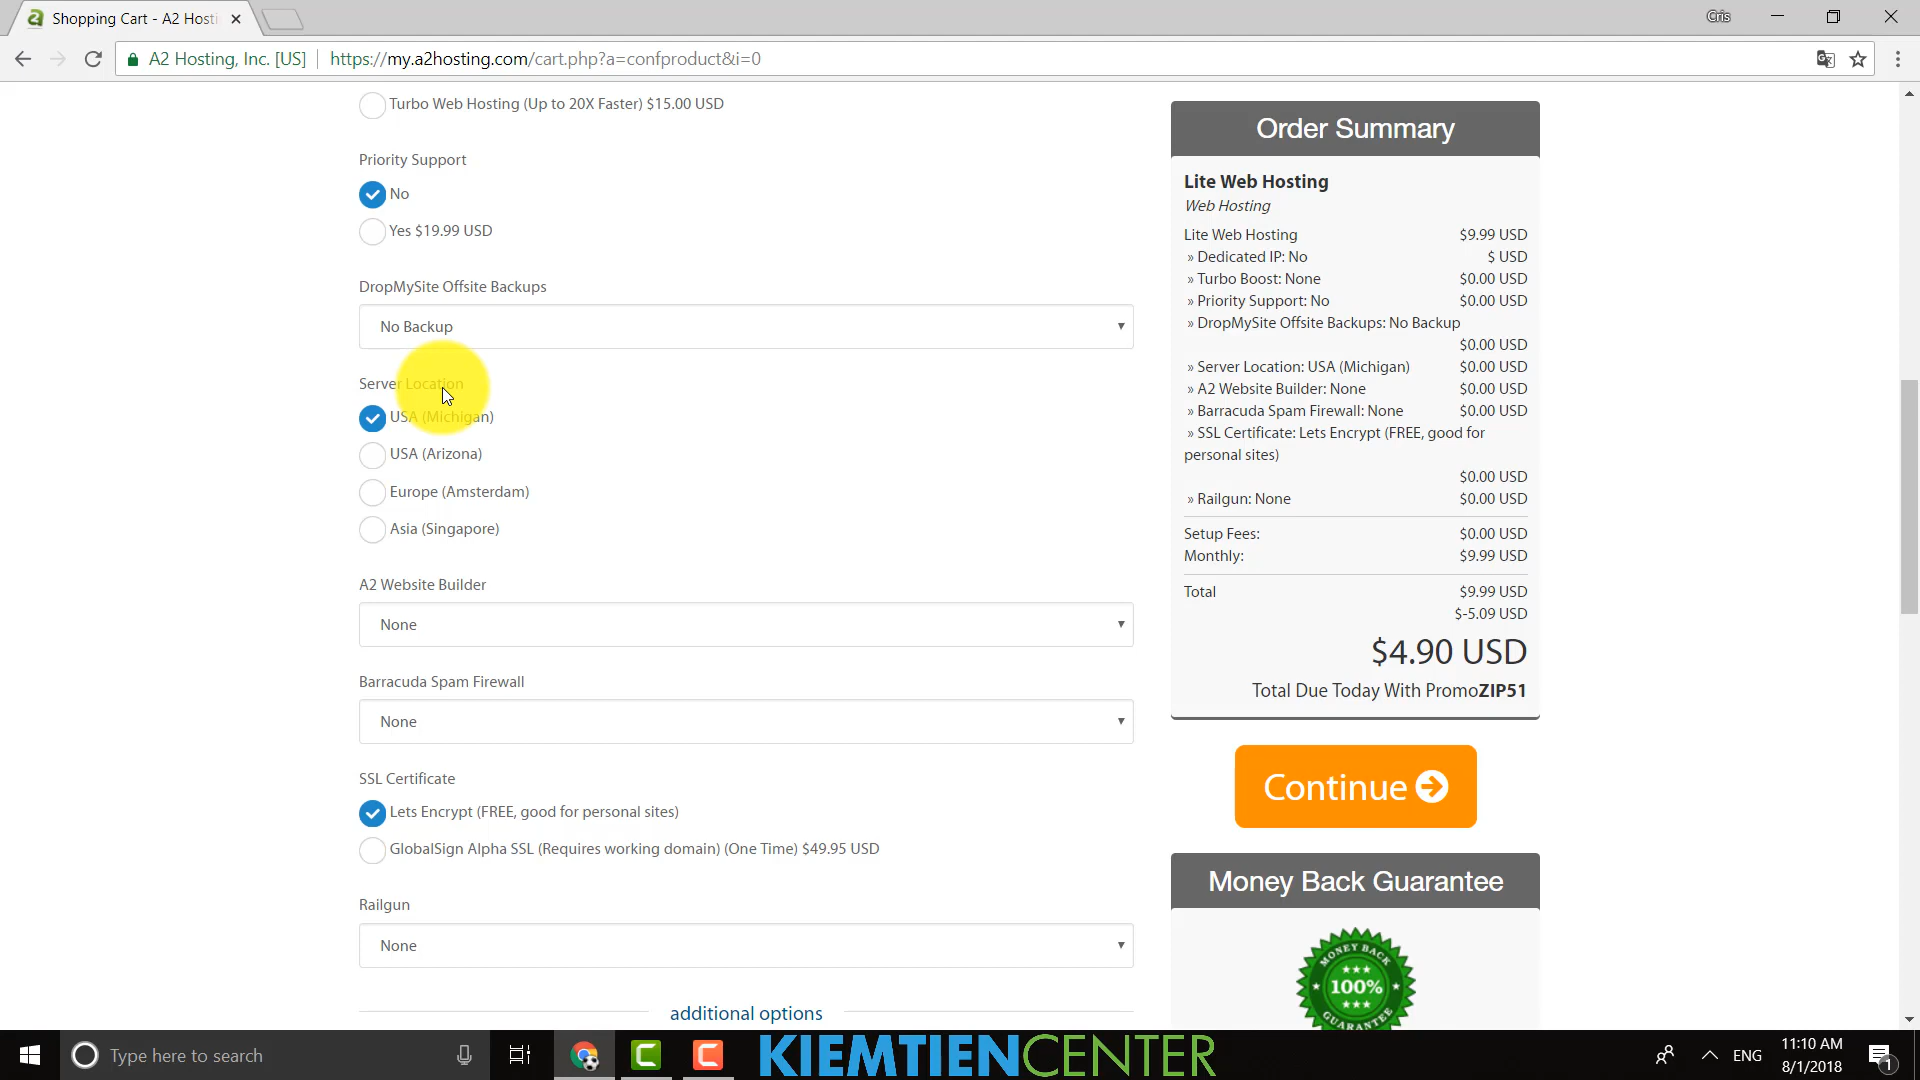 Shopping Cart - A2 Hosti
Cris
A2 Hosting, Inc. [US]
https://my.a2hosting.com/cart.php?a=confproduct&i=0
Turbo Web Hosting (Up to 20X Faster) $15.00 USD
Priority Support
No
Yes $19.99 USD
DropMySite Offsite Backups
No Backup
Server Location
USA (Michigan)
USA (Arizona)
Europe (Amsterdam)
Asia (Singapore)
A2 Website Builder
None
Barracuda Spam Firewall
None
SSL Certificate
Lets Encrypt (FREE, good for personal sites)
GlobalSign Alpha SSL (Requires working domain) (One Time) $49.95 USD
Railgun
None
additional options
Order Summary
Lite Web Hosting
Web Hosting
Lite Web Hosting $9.99 USD
» Dedicated IP: No $ USD
» Turbo Boost: None $0.00 USD
» Priority Support: No $0.00 USD
» DropMySite Offsite Backups: No Backup
$0.00 USD
» Server Location: USA (Michigan) $0.00 USD
» A2 Website Builder: None $0.00 USD
» Barracuda Spam Firewall: None $0.00 USD
» SSL Certificate: Lets Encrypt (FREE, good for
personal sites)
$0.00 USD
» Railgun: None $0.00 USD
Setup Fees: $0.00 USD
Monthly: $9.99 USD
Total $9.99 USD
$-5.09 USD
$4.90 USD
Total Due Today With PromoZIP51
Continue
Money Back Guarantee
MONEY BACK
100%
GUARANTEE
Type here to search
KIEMTIENCENTER
ENG
11:10 AM
8/1/2018
1